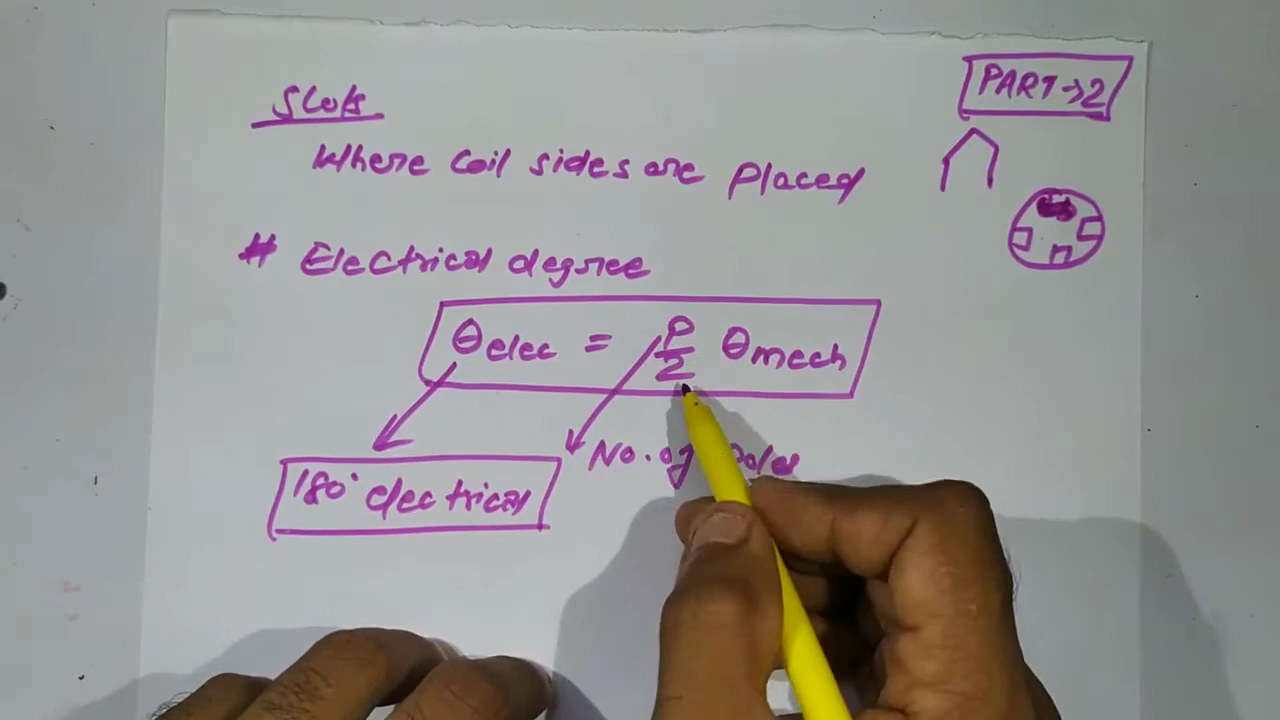 PART→2
Slots
Where coil sides are placed
# Electrical degree
θelec = P/2 θmech
180° electrical
No. of